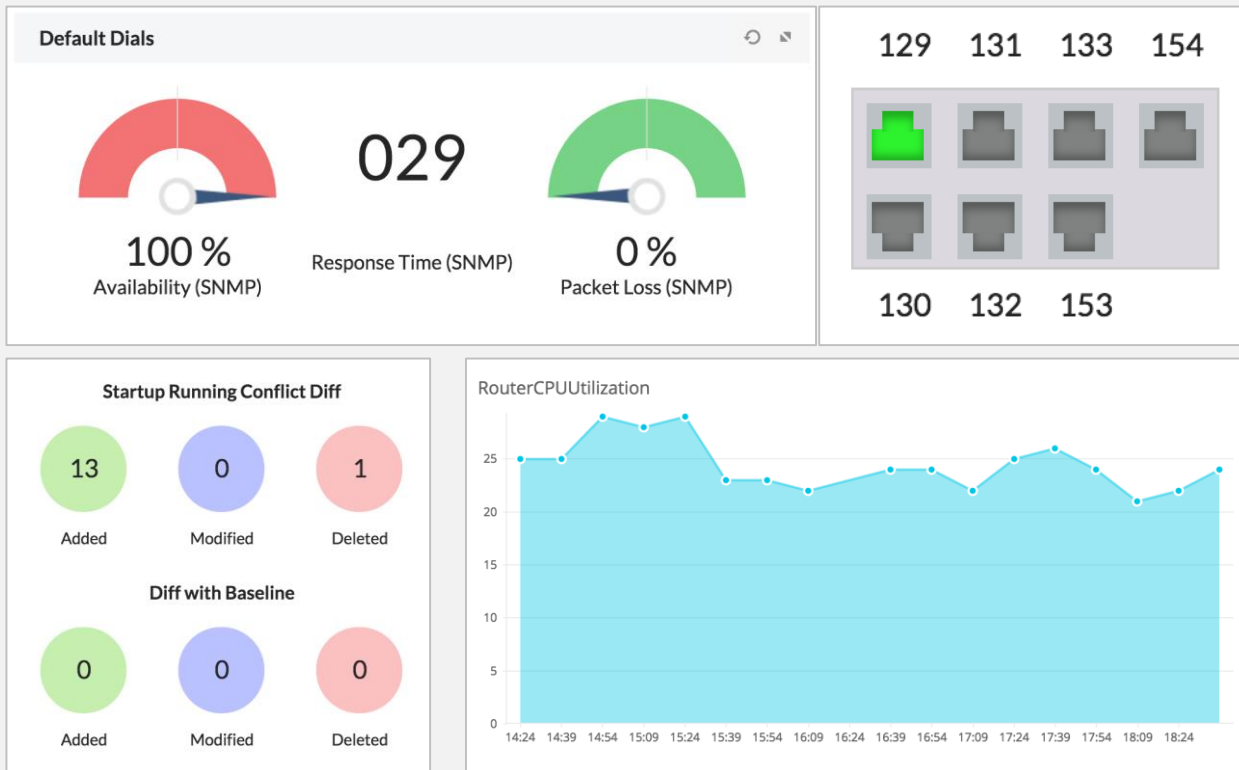 Default Dials
029
100 %
0 %
Availability (SNMP)
Response Time (SNMP)
Packet Loss (SNMP)
129 131 133 154
130 132 153
Startup Running Conflict Diff
13 0 1
Added Modified Deleted
Diff with Baseline
0 0 0
Added Modified Deleted
RouterCPUUtilization
25
20
15
10
5
0
14:24 14:39 14:54 15:09 15:24 15:39 15:54 16:09 16:24 16:39 16:54 17:09 17:24 17:39 17:54 18:09 18:24